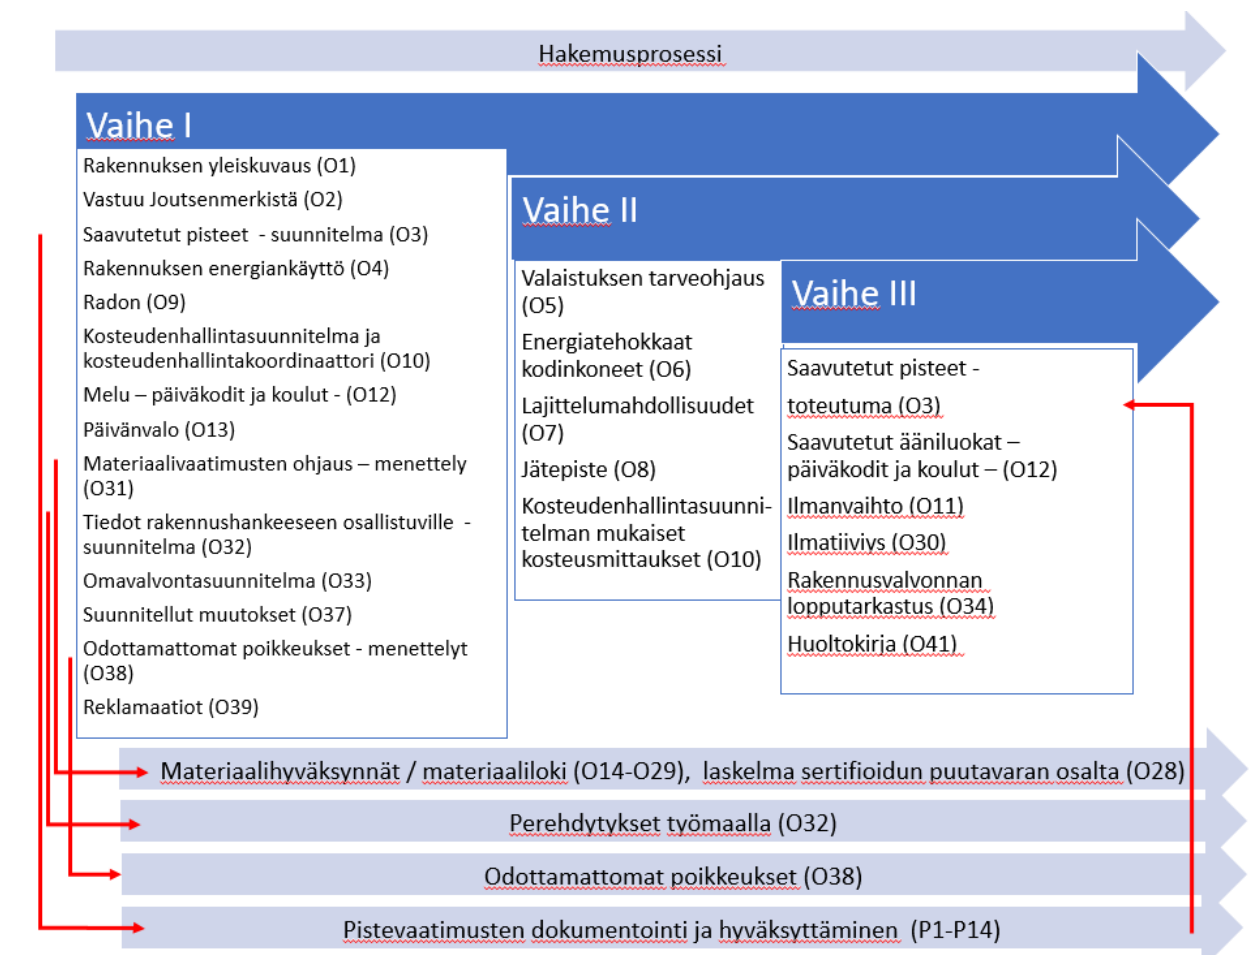 Hakemusprosessi
Vaihe I
Rakennuksen yleiskuvaus (O1)
Vastuu Joutsenmerkistä (O2)
Saavutetut pisteet - suunnitelma (O3)
Rakennuksen energiankäyttö (O4)
Radon (O9)
Kosteudenhallintasuunnitelma ja
kosteudenhallintakoordinaattori (O10)
Melu – päiväkodit ja koulut - (O12)
Päivänvalo (O13)
Materiaalivaatimusten ohjaus – menettely
(O31)
Tiedot rakennushankeeseen osallistuville -
suunnitelma (O32)
Omavalvontasuunnitelma (O33)
Suunnitellut muutokset (O37)
Odottamattomat poikkeukset - menettelyt
(O38)
Reklamaatiot (O39)
Vaihe II
Valaistuksen tarveohjaus
(O5)
Energiatehokkaat
kodinkoneet (O6)
Lajittelumahdollisuudet
(O7)
Jätepiste (O8)
Kosteudenhallintasuunni-
telman mukaiset
kosteusmittaukset (O10)
Vaihe III
Saavutetut pisteet -
toteutuma (O3)
Saavutetut ääniluokat –
päiväkodit ja koulut – (O12)
Ilmanvaihto (O11)
Ilmatiiviys (O30)
Rakennusvalvonnan
lopputarkastus (O34)
Huoltokirja (O41)
Materiaalihyväksynnät / materiaaliloki (O14-O29), laskelma sertifioidun puutavaran osalta (O28)
Perehdytykset työmaalla (O32)
Odottamattomat poikkeukset (O38)
Pistevaatimusten dokumentointi ja hyväksyttäminen (P1-P14)